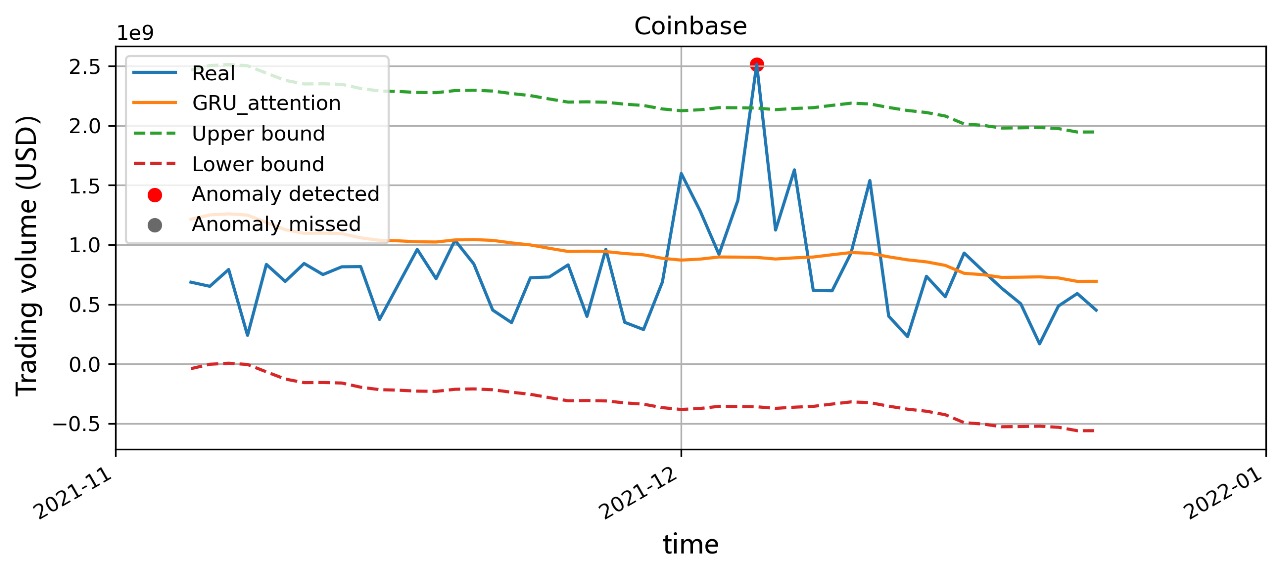 Coinbase
1e9
2.5
2.0
1.5
1.0
0.5
0.0
−0.5
Trading volume (USD)
Real
GRU_attention
Upper bound
Lower bound
Anomaly detected
Anomaly missed
2021-11
2021-12
2022-01
time